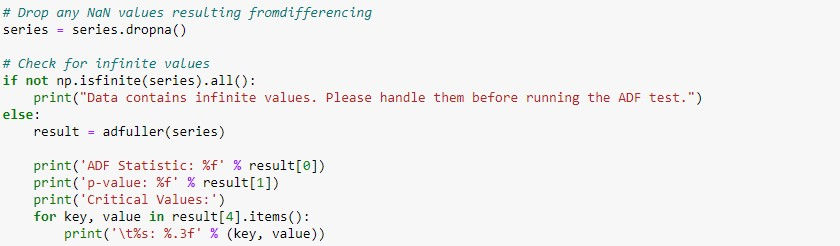 # Drop any NaN values resulting fromdifferencing
series = series.dropna()
# Check for infinite values
if not np.isfinite(series).all():
    print("Data contains infinite values. Please handle them before running the ADF test.")
else:
    result = adfuller(series)
    print('ADF Statistic: %f' % result[0])
    print('p-value: %f' % result[1])
    print('Critical Values:')
    for key, value in result[4].items():
        print('\t%s: %.3f' % (key, value))